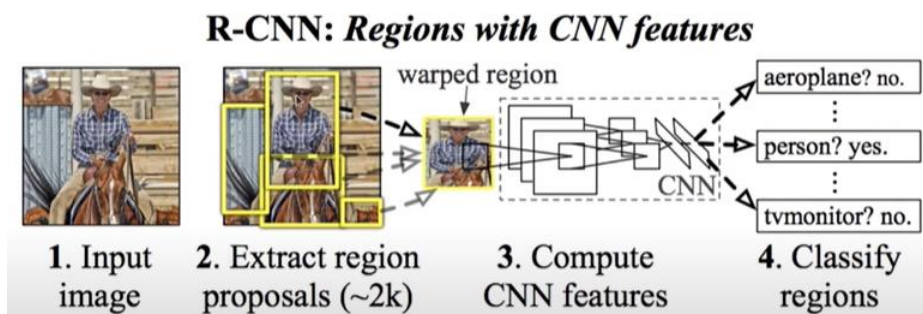 R-CNN: Regions with CNN features
warped region
aeroplane? no.
person? yes.
tvmonitor? no.
CNN
1. Input
image
2. Extract region
proposals (~2k)
3. Compute
CNN features
4. Classify
regions